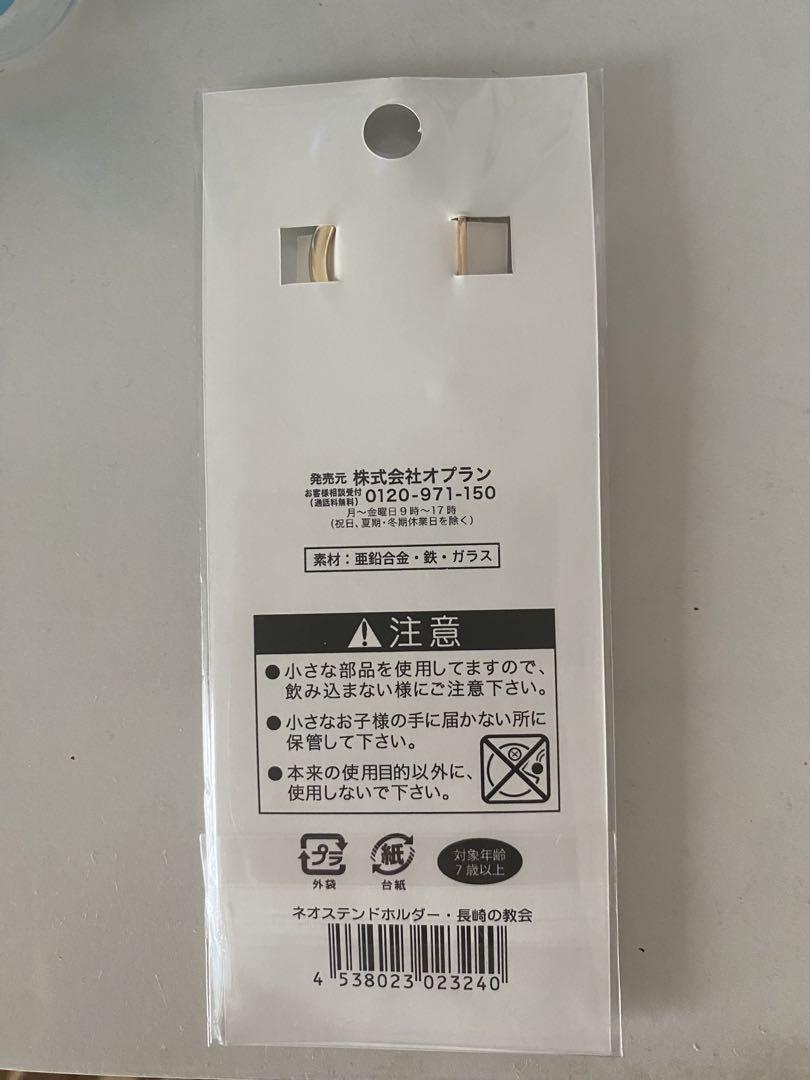 発売元 株式会社オプラン
お客様相談受付
(通話料無料) 0120-971-150
月〜金曜日9時〜17時
(祝日、夏期・冬期休業日を除く)
素材：亜鉛合金・鉄・ガラス
注意
●小さな部品を使用してますので、
飲み込まない様にご注意下さい。
●小さなお子様の手に届かない所に
保管して下さい。
●本来の使用目的以外に、
使用しないで下さい。
プラ
外袋
紙
台紙
対象年齢
7歳以上
ネオステンドホルダー・長崎の教会
4 538023 023240